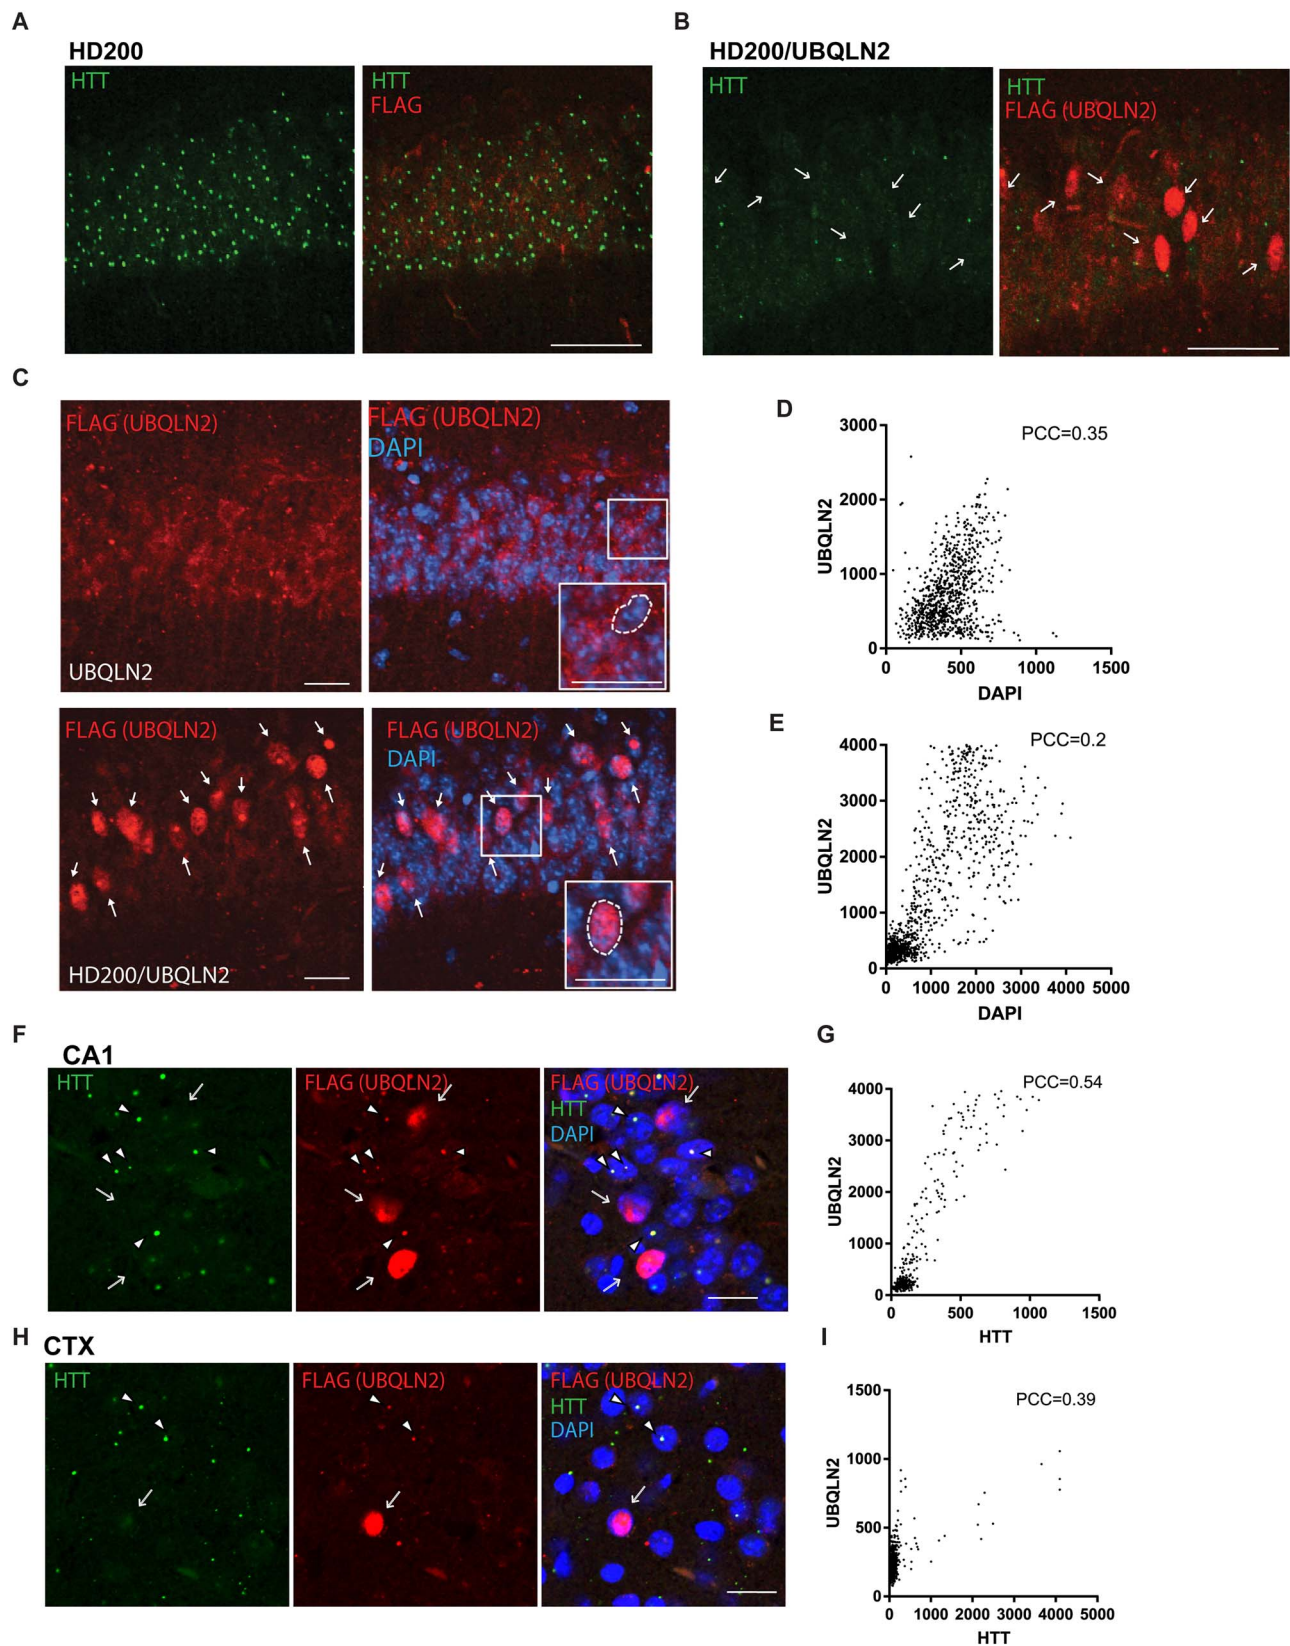 A
HD200
HTT
HTT
FLAG
B
HD200/UBQLN2
HTT
HTT
FLAG (UBQLN2)
C
FLAG (UBQLN2)
UBQLN2
FLAG (UBQLN2)
DAPI
FLAG (UBQLN2)
HD200/UBQLN2
FLAG (UBQLN2)
DAPI
D
PCC=0.35
UBQLN2
3000
2000
1000
0
0 500 1000 1500
DAPI
E
PCC=0.2
UBQLN2
4000
3000
2000
1000
0
0 1000 2000 3000 4000 5000
DAPI
F
CA1
HTT
FLAG (UBQLN2)
FLAG (UBQLN2)
HTT
DAPI
G
PCC=0.54
UBQLN2
4000
3000
2000
1000
0
0 500 1000 1500
HTT
H
CTX
HTT
FLAG (UBQLN2)
FLAG (UBQLN2)
HTT
DAPI
I
PCC=0.39
UBQLN2
1500
1000
500
0
0 1000 2000 3000 4000 5000
HTT